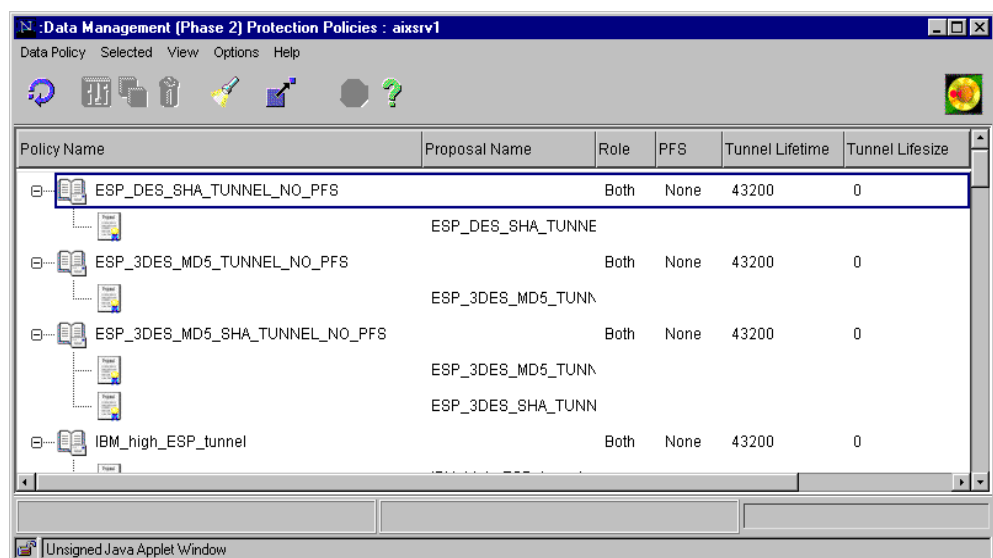 N :Data Management (Phase 2) Protection Policies : aixsrv1
Data Policy Selected View Options Help
Policy Name Proposal Name Role PFS Tunnel Lifetime Tunnel Lifesize
ESP_DES_SHA_TUNNEL_NO_PFS Both None 43200 0
ESP_DES_SHA_TUNNE
ESP_3DES_MD5_TUNNEL_NO_PFS Both None 43200 0
ESP_3DES_MD5_TUNN
ESP_3DES_MD5_SHA_TUNNEL_NO_PFS Both None 43200 0
ESP_3DES_MD5_TUNN
ESP_3DES_SHA_TUNN
IBM_high_ESP_tunnel Both None 43200 0
Unsigned Java Applet Window